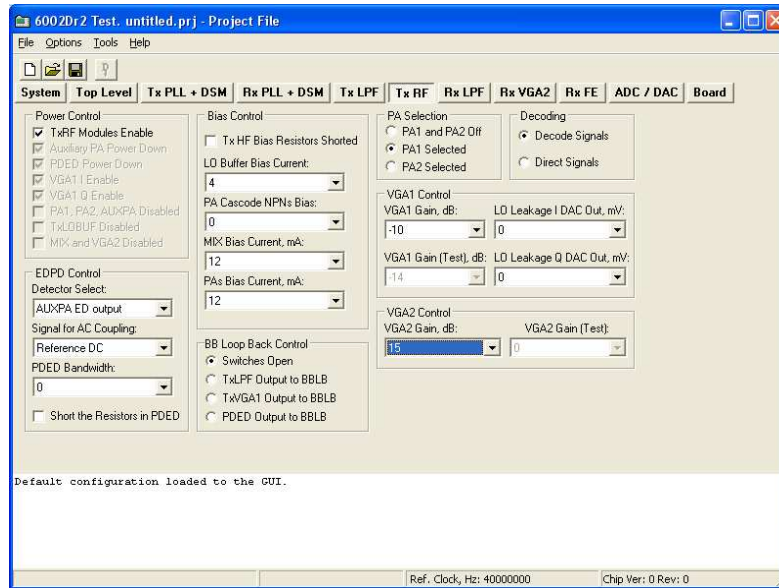 6002Dr2 Test. untitled.prj - Project File
File Options Tools Help
System Top Level Tx PLL + DSM Rx PLL + DSM Tx LPF Tx RF Rx LPF Rx VGA2 Rx FE ADC / DAC Board
Power Control
TxRF Modules Enable
Auxiliary PA Power Down
PDED Power Down
VGA1 I Enable
VGA1 Q Enable
PA1, PA2, AUXPA Disabled
TxLOBUF Disabled
MIX and VGA2 Disabled
EDPD Control
Detector Select:
AUXPA ED output
Signal for AC Coupling:
Reference DC
PDED Bandwidth:
0
Short the Resistors in PDED
Bias Control
Tx HF Bias Resistors Shorted
LO Buffer Bias Current:
4
PA Cascode NPNs Bias:
0
MIX Bias Current, mA:
12
PAs Bias Current, mA:
12
BB Loop Back Control
Switches Open
TxLPF Output to BBLB
TxVGA1 Output to BBLB
PDED Output to BBLB
PA Selection
PA1 and PA2 Off
PA1 Selected
PA2 Selected
Decoding
Decode Signals
Direct Signals
VGA1 Control
VGA1 Gain, dB: LO Leakage I DAC Out, mV:
-10 0
VGA1 Gain (Test), dB: LO Leakage Q DAC Out, mV:
-14 0
VGA2 Control
VGA2 Gain, dB: VGA2 Gain (Test):
15 0
Default configuration loaded to the GUI.
Ref. Clock, Hz: 40000000 Chip Ver: 0 Rev: 0